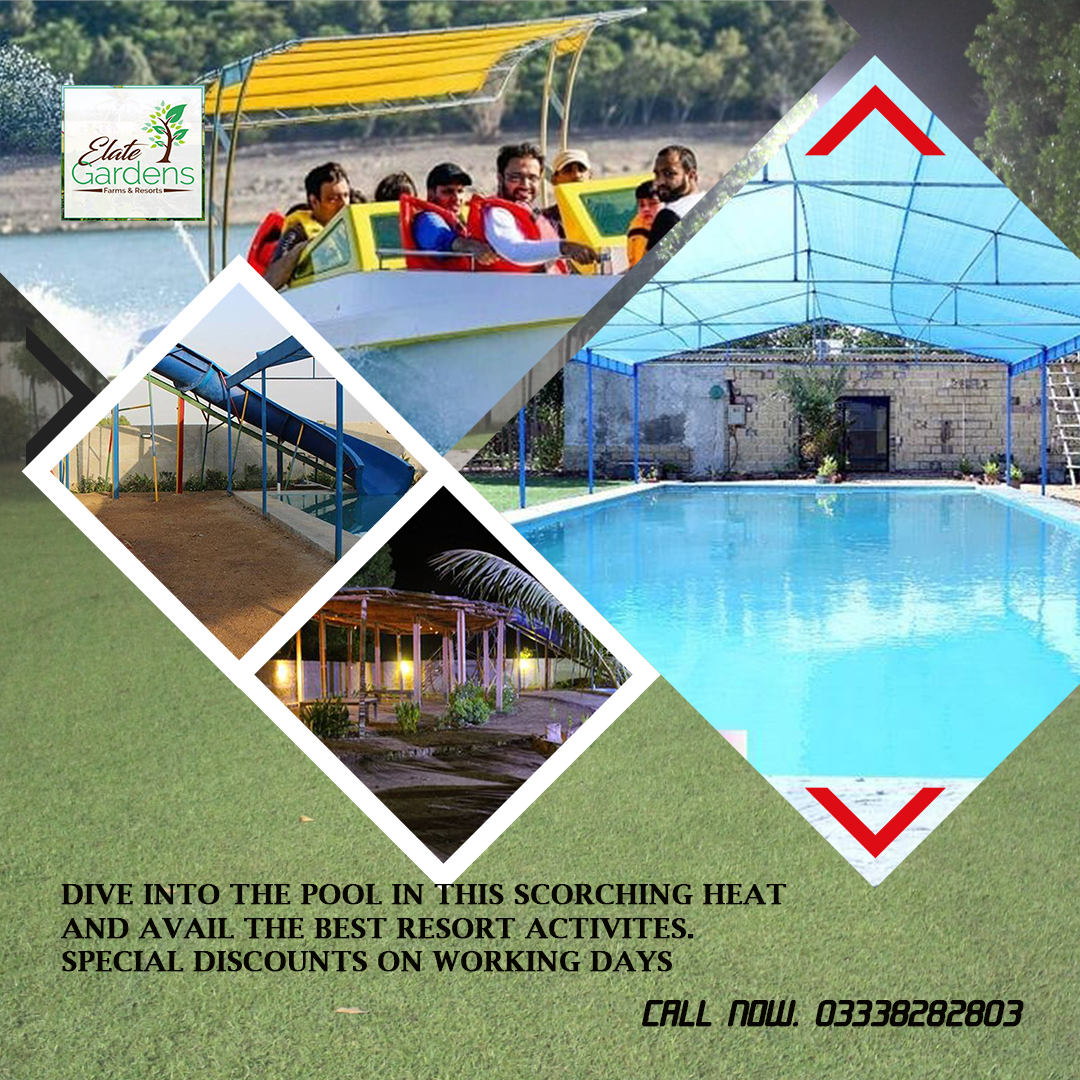 Elate
Gardens
Farms & Resorts
DIVE INTO THE POOL IN THIS SCORCHING HEAT
AND AVAIL THE BEST RESORT ACTIVITES.
SPECIAL DISCOUNTS ON WORKING DAYS
CALL NOW. 03338282803